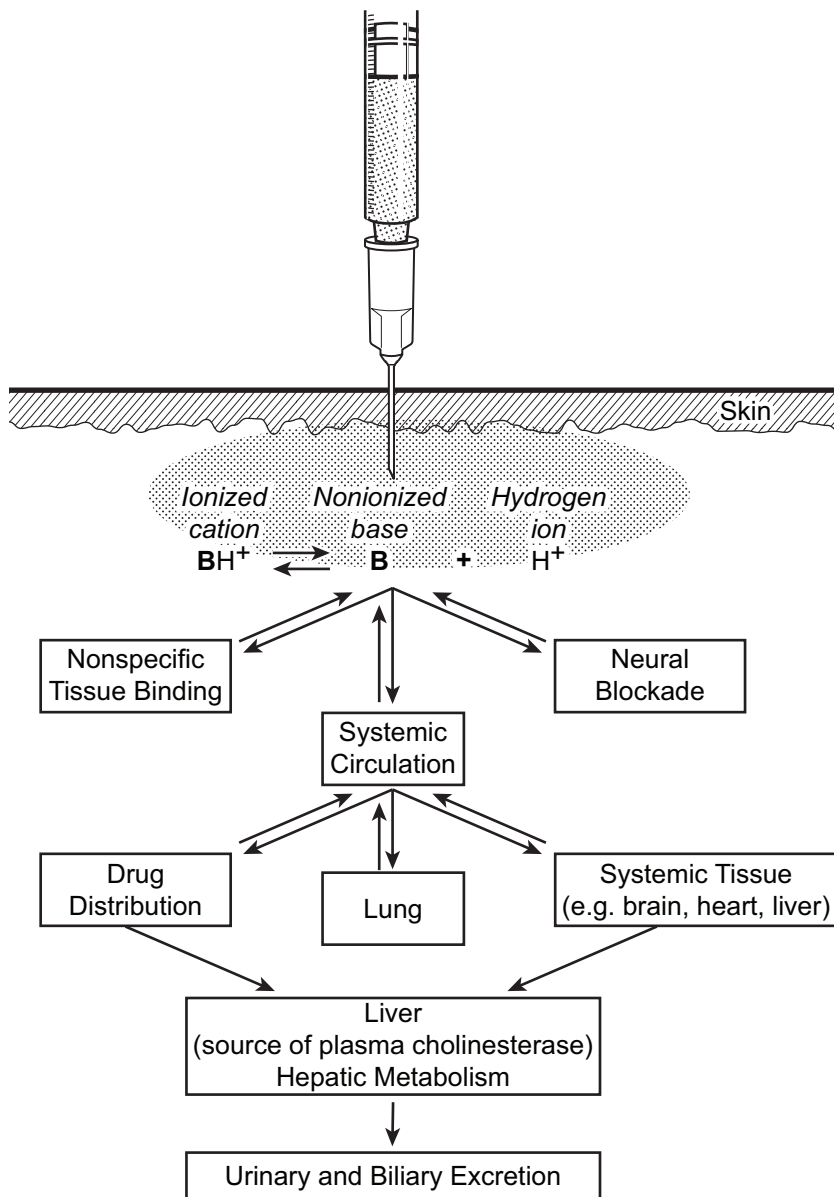 Skin
Ionized Nonionized Hydrogen
cation base ion
BH+ B + H+
Nonspecific
Tissue Binding
Neural
Blockade
Systemic
Circulation
Drug
Distribution
Lung
Systemic Tissue
(e.g. brain, heart, liver)
Liver
(source of plasma cholinesterase)
Hepatic Metabolism
Urinary and Biliary Excretion